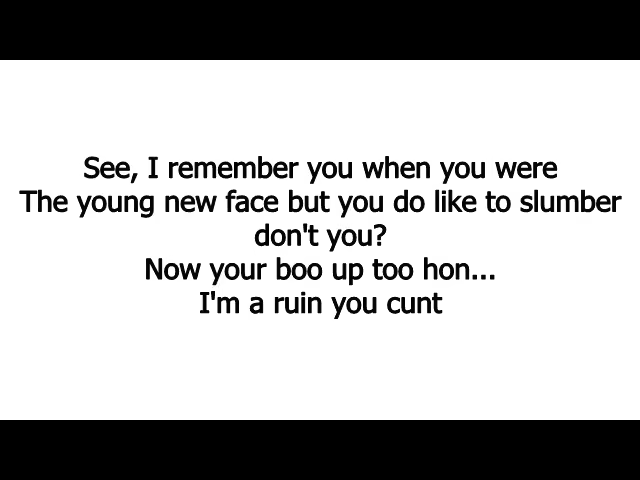 See, I remember you when you were
The young new face but you do like to slumber
don't you?
Now your boo up too hon...
I'm a ruin you cunt